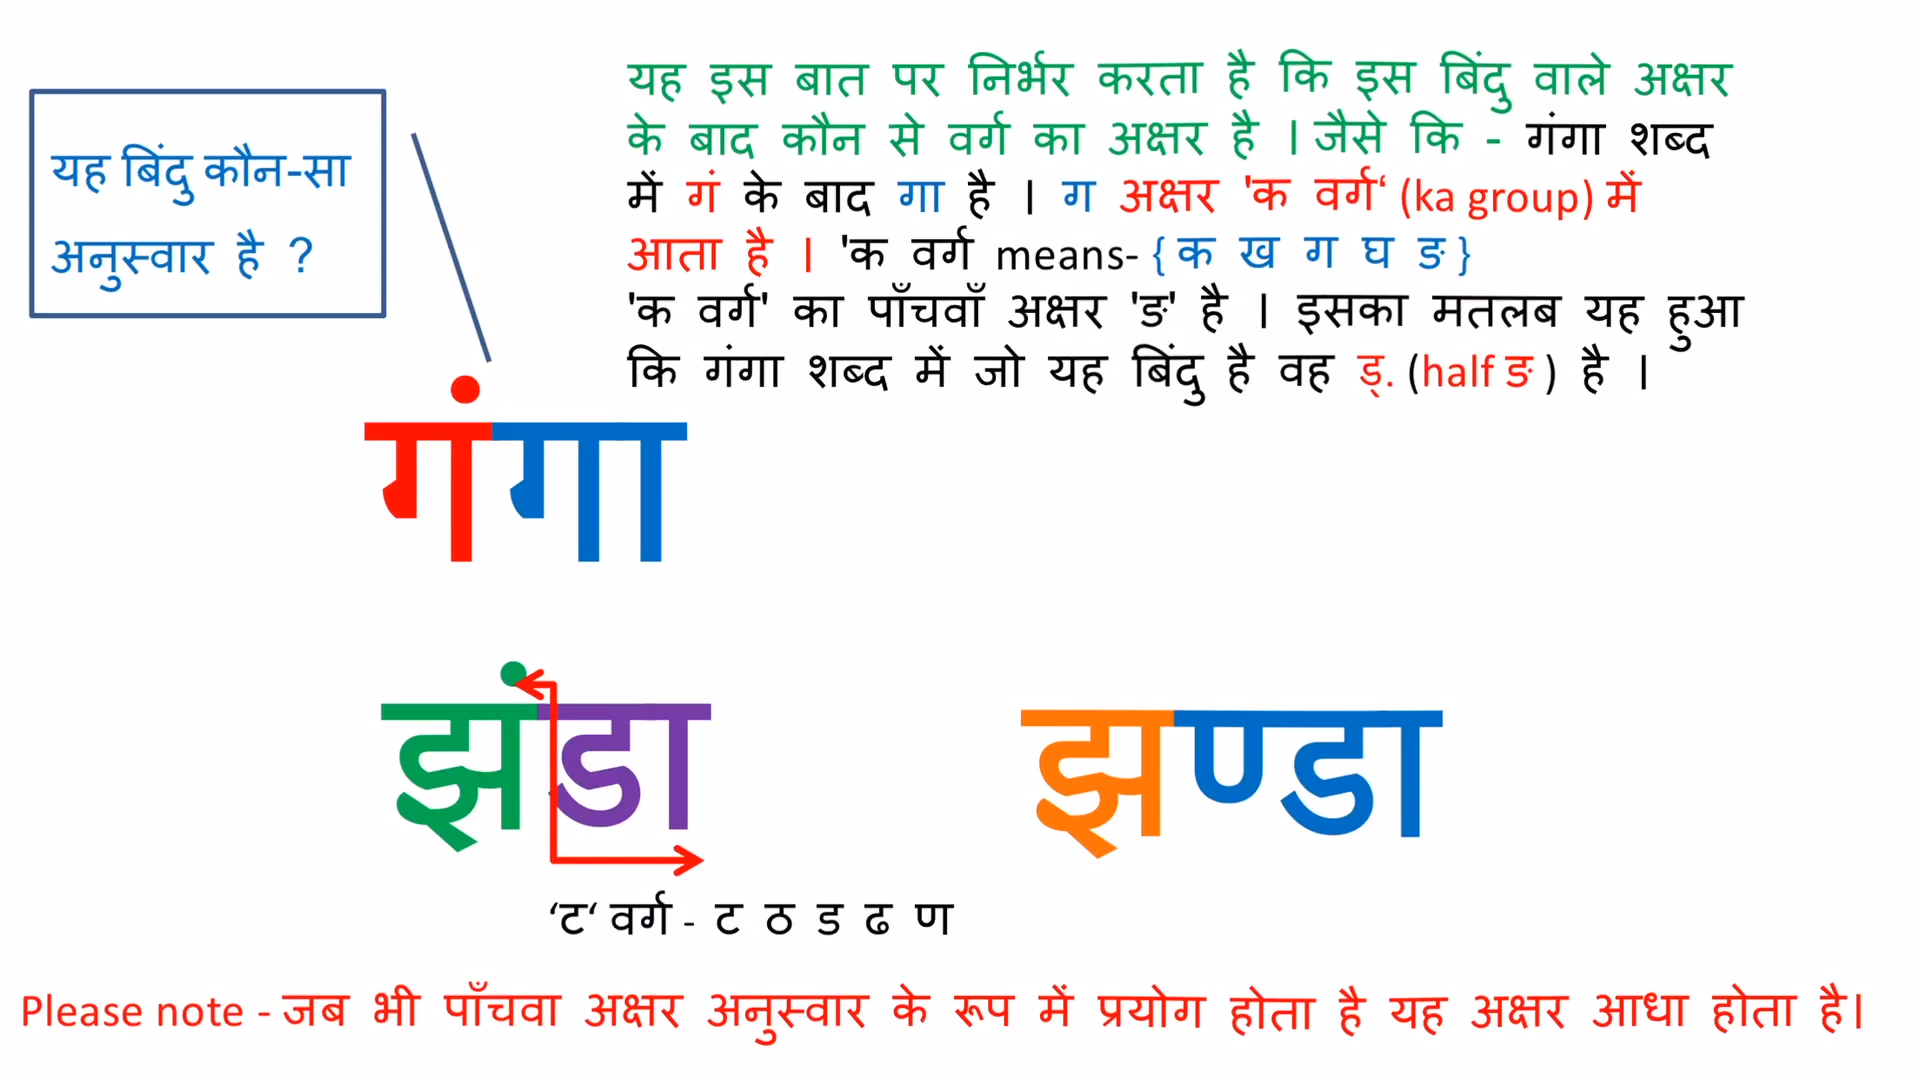 यह बिंदु कौन-सा
अनुस्वार है ?
यह इस बात पर निर्भर करता है कि इस बिंदु वाले अक्षर
के बाद कौन से वर्ग का अक्षर है । जैसे कि - गंगा शब्द
में गं के बाद गा है । ग अक्षर 'क वर्ग‘ (ka group) में
आता है । 'क वर्ग means- { क ख ग घ ङ }
'क वर्ग' का पाँचवाँ अक्षर 'ङ' है । इसका मतलब यह हुआ
कि गंगा शब्द में जो यह बिंदु है वह ड्. (half ङ ) है ।
गंगा
झंडा
झण्डा
‘ट‘ वर्ग - ट ठ ड ढ ण
Please note - जब भी पाँचवा अक्षर अनुस्वार के रूप में प्रयोग होता है यह अक्षर आधा होता है।